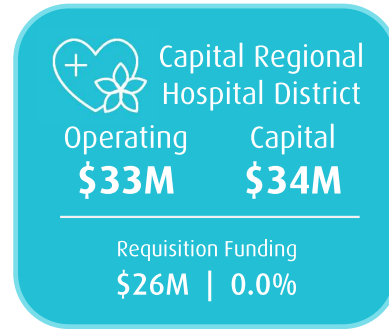 Capital Regional
Hospital District
Operating Capital
$33M $34M
Requisition Funding
$26M | 0.0%